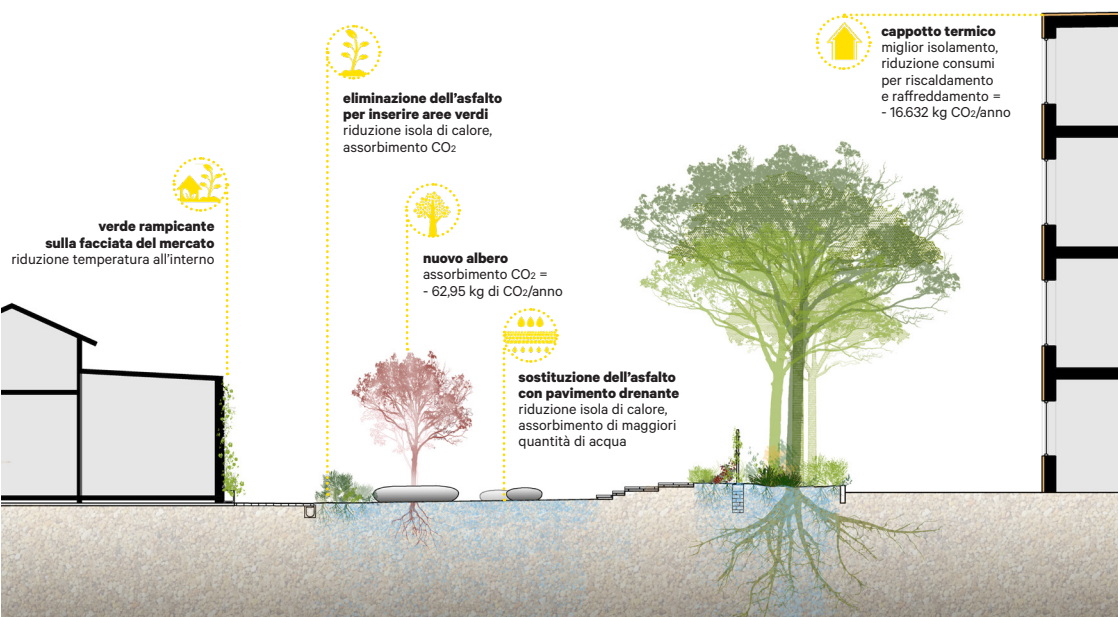 cappotto termico
miglior isolamento,
riduzione consumi
per riscaldamento
e raffreddamento =
- 16.632 kg CO2/anno
eliminazione dell'asfalto
per inserire aree verdi
riduzione isola di calore,
assorbimento CO2
verde rampicante
sulla facciata del mercato
riduzione temperatura all'interno
nuovo albero
assorbimento CO2 =
- 62,95 kg di CO2/anno
sostituzione dell'asfalto
con pavimento drenante
riduzione isola di calore,
assorbimento di maggiori
quantità di acqua